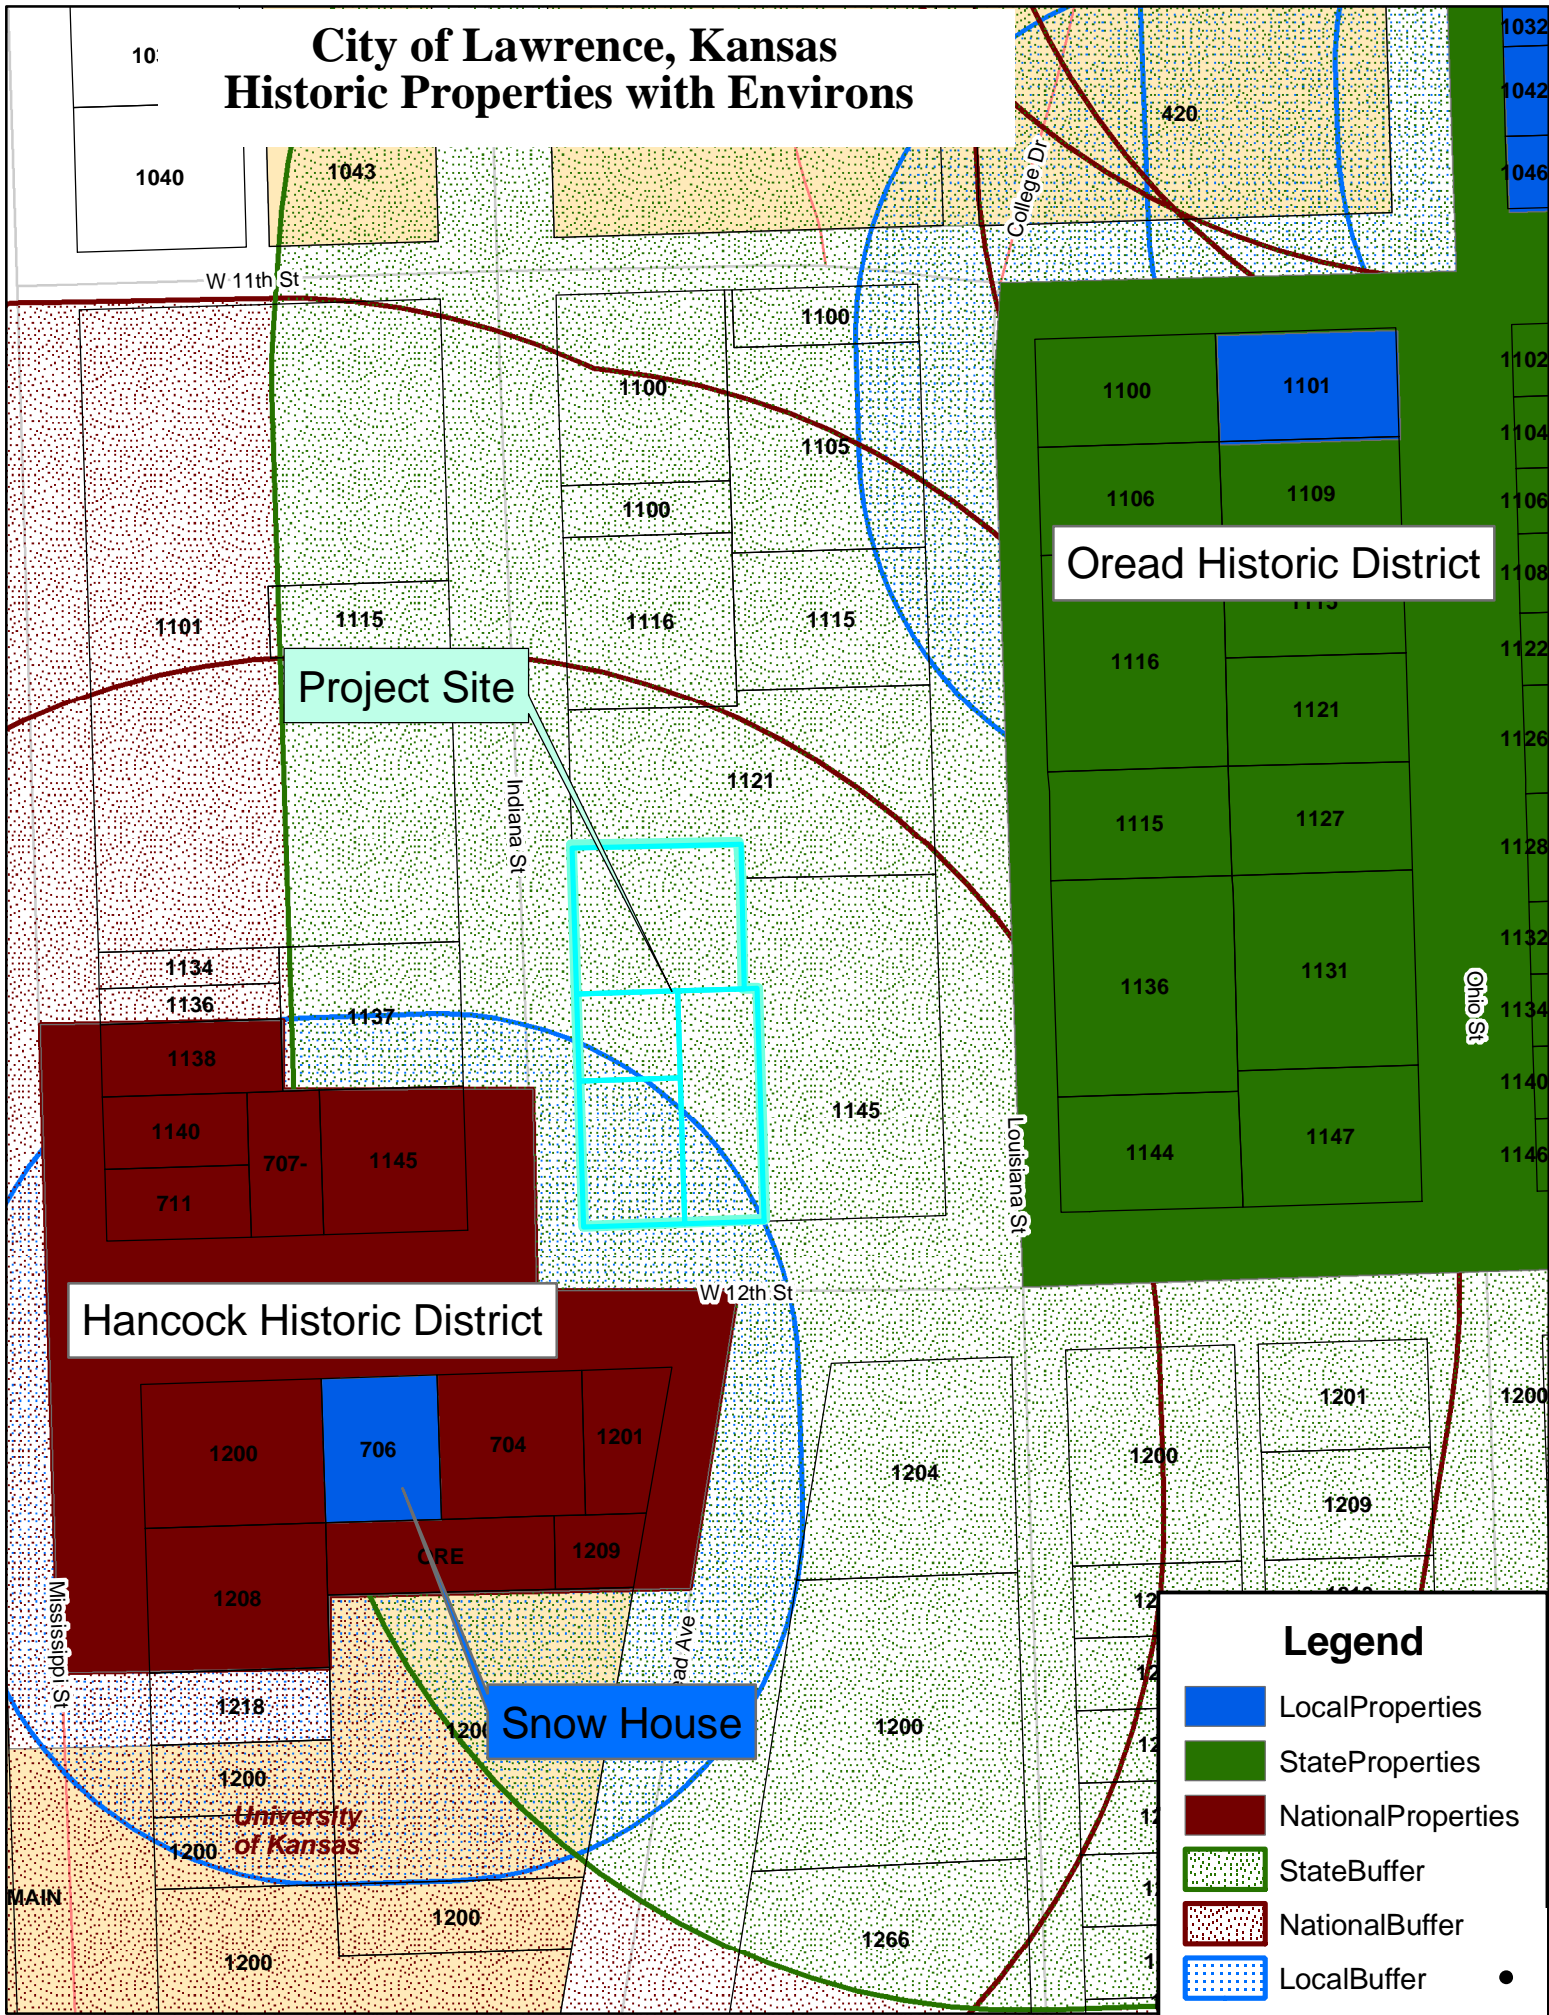 City of Lawrence, Kansas
Historic Properties with Environs
1032
1042
1046
420
1040
1043
College Dr
W 11th St
1100
1100
1105
1100
1101
1115
1116
1115
1100
1101
1106
1109
Oread Historic District
1115
1116
1121
1115
1127
1136
1131
1144
1147
1102
1104
1106
1108
1122
1126
1128
1132
1134
1140
1146
Ohio St
Project Site
Indiana St
1121
1145
Louisiana St
1134
1136
1137
1138
1140
707-
1145
711
W 12th St
Hancock Historic District
1200
706
704
1201
1209
1208
1204
1200
1201
1200
1209
Mississippi St
1218
1200
Snow House
1200
1200
University
of Kansas
1200
MAIN
1200
1200
1266
Legend
LocalProperties
StateProperties
NationalProperties
StateBuffer
NationalBuffer
LocalBuffer